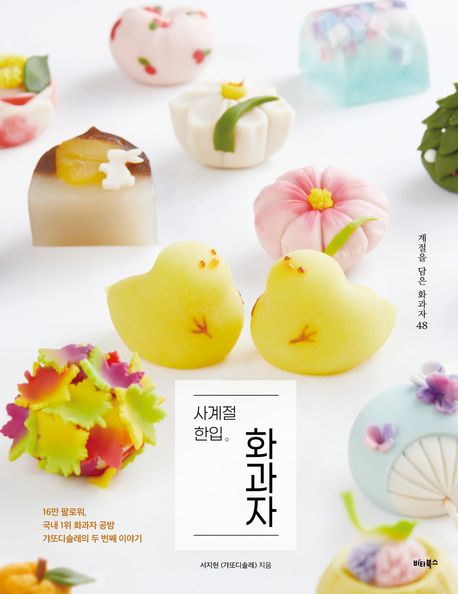 계절을 담은 화과자 48
사계절
한입。
화과자
16만 팔로워,
국내 1위 화과자 공방
갸또디솔레의 두 번째 이야기
서지현 (갸또디솔레) 지음
비타북스